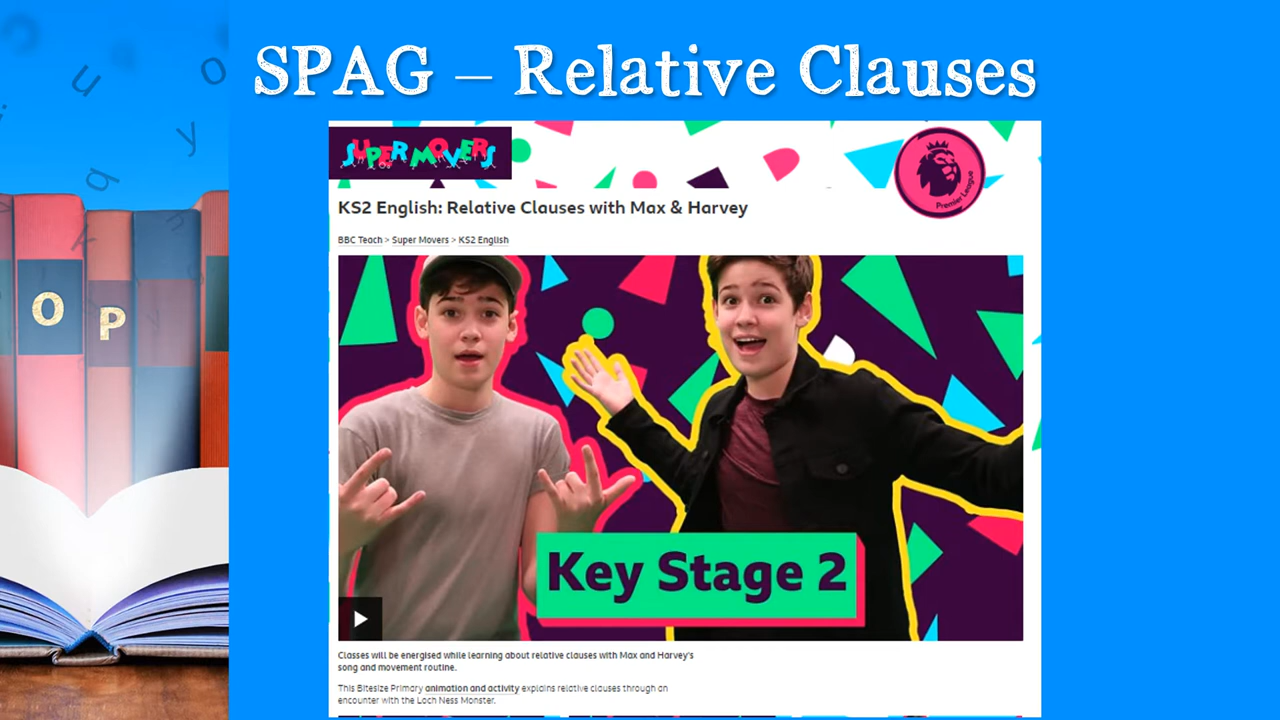 SPAG – Relative Clauses
SUPER MOVERS
Premier League
KS2 English: Relative Clauses with Max & Harvey
BBC Teach > Super Movers > KS2 English
O P
Key Stage 2
Classes will be energised while learning about relative clauses with Max and Harvey's
song and movement routine.
This Bitesize Primary animation and activity explains relative clauses through an
encounter with the Loch Ness Monster.